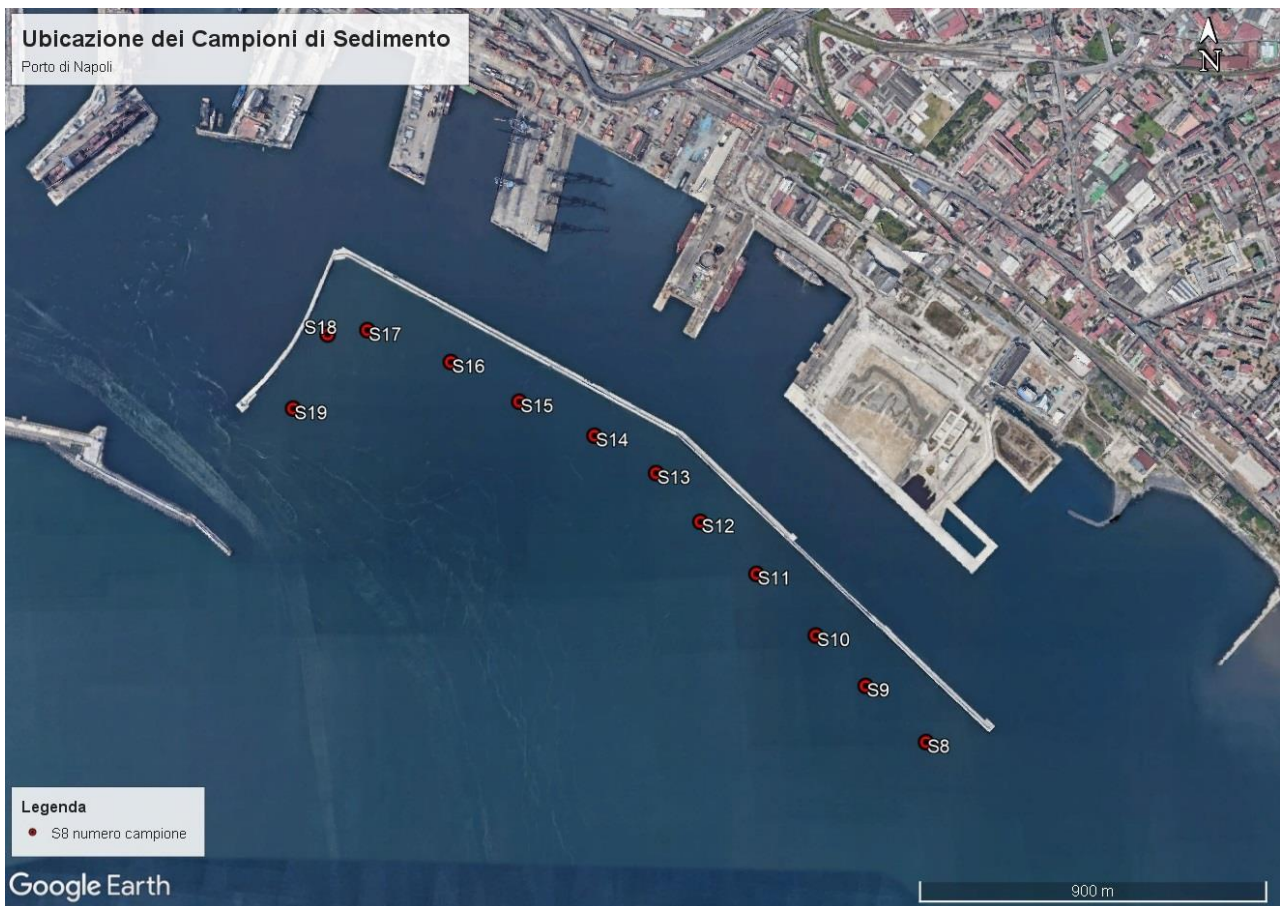 Ubicazione dei Campioni di Sedimento
Porto di Napoli
N
S18
S17
S16
S19
S15
S14
S13
S12
S11
S10
S9
S8
Legenda
S8 numero campione
Google Earth
900 m